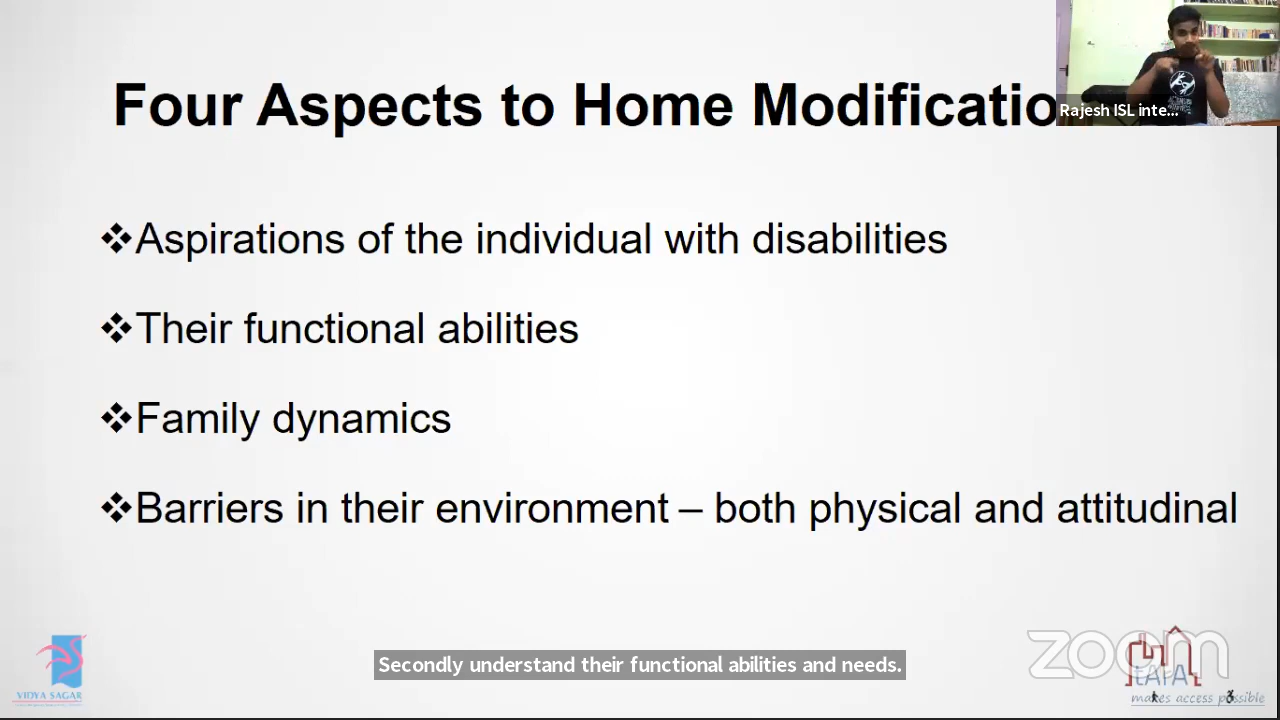 Four Aspects to Home Modificatio
Rajesh ISL inte...
❖Aspirations of the individual with disabilities
❖Their functional abilities
❖Family dynamics
❖Barriers in their environment – both physical and attitudinal
Secondly understand their functional abilities and needs.
zoom
VIDYA SAGAR
makes access possible
3